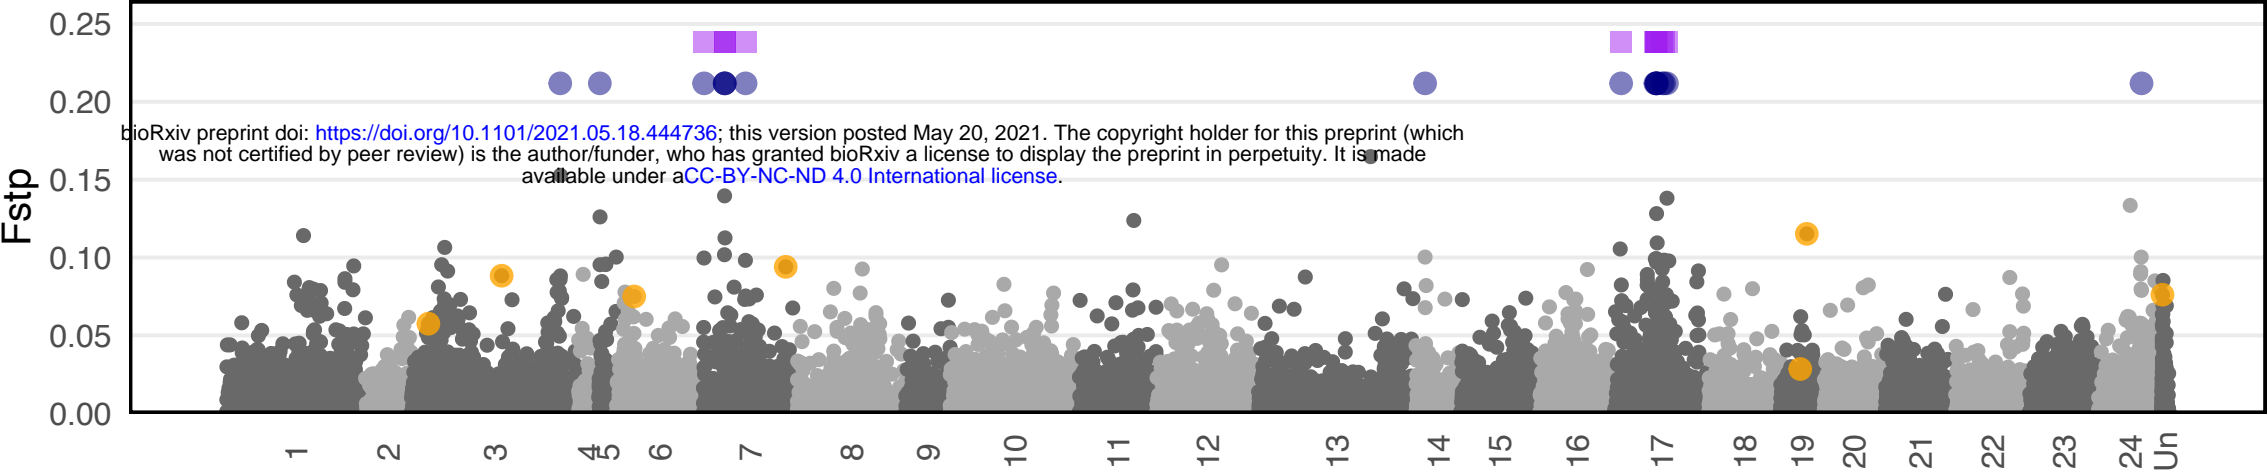 0.25
0.20
bioRxiv preprint doi: https://doi.org/10.1101/2021.05.18.444736; this version posted May 20, 2021. The copyright holder for this preprint (which
was not certified by peer review) is the author/funder, who has granted bioRxiv a license to display the preprint in perpetuity. It is made
available under aCC-BY-NC-ND 4.0 International license.
0.15
Fstp
0.10
0.05
0.00
1 2 3 4 5 6 7 8 9 10 11 12 13 14 15 16 17 18 19 20 21 22 23 24 Un